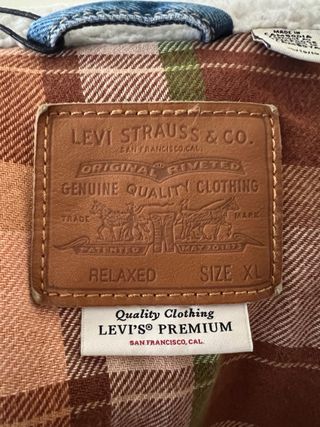 MADE IN
CAMBODIA
LEVI STRAUSS & CO.
SAN FRANCISCO, CAL.
ORIGINAL RIVETED
GENUINE QUALITY CLOTHING
TRADE MARK
PATENTED MAY 20 1873
RELAXED SIZE XL
Quality Clothing
LEVI'S® PREMIUM
SAN FRANCISCO, CAL.